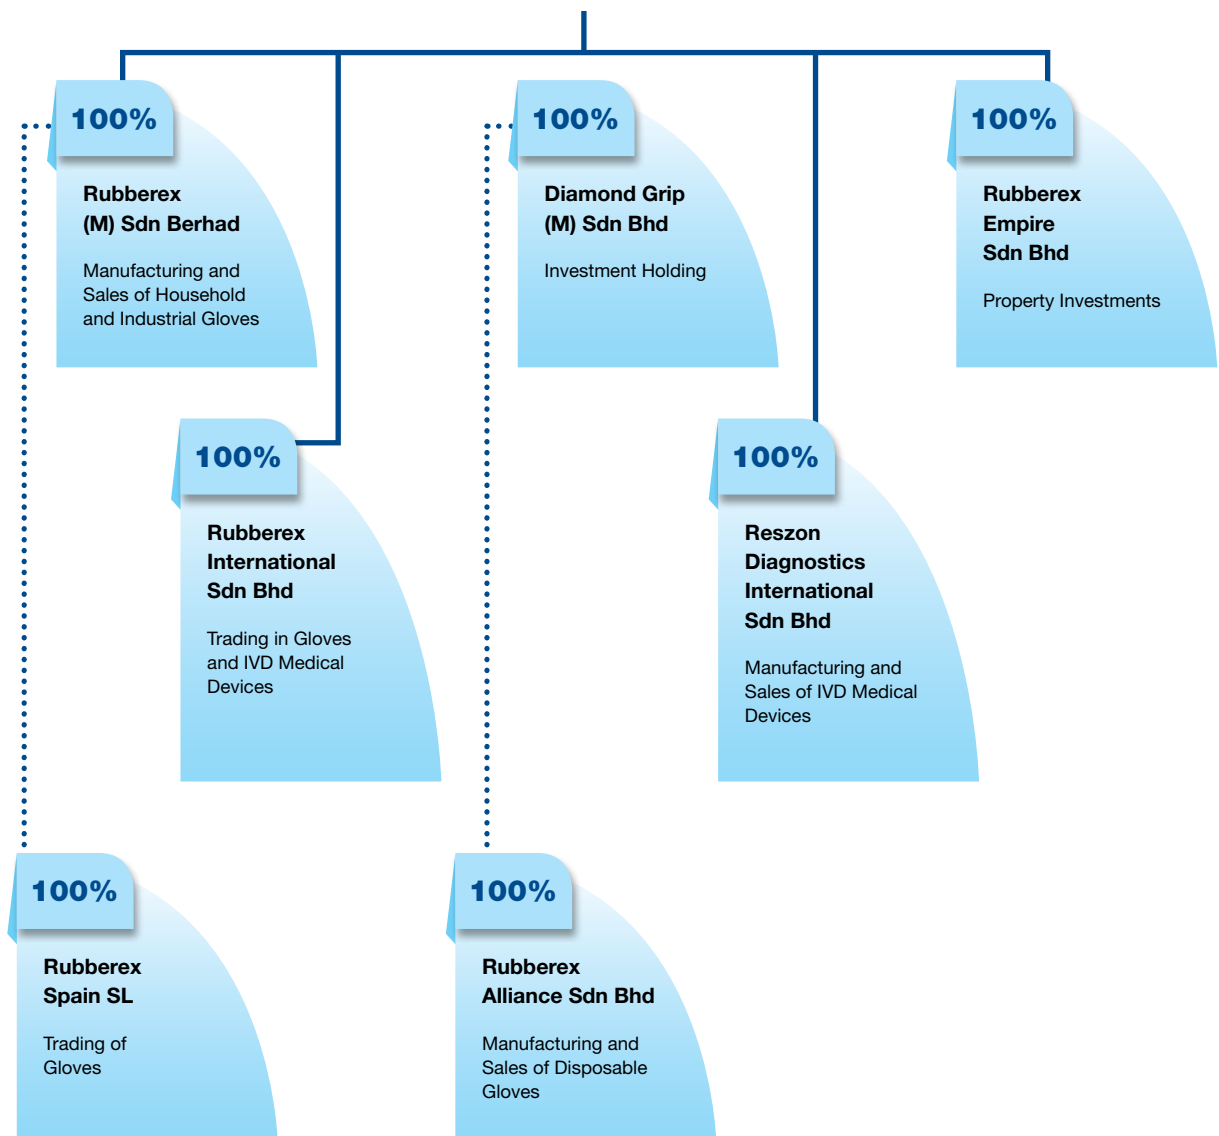 100%
Rubberex
(M) Sdn Berhad
Manufacturing and
Sales of Household
and Industrial Gloves
100%
Diamond Grip
(M) Sdn Bhd
Investment Holding
100%
Rubberex
Empire
Sdn Bhd
Property Investments
100%
Rubberex
International
Sdn Bhd
Trading in Gloves
and IVD Medical
Devices
100%
Reszon
Diagnostics
International
Sdn Bhd
Manufacturing and
Sales of IVD Medical
Devices
100%
Rubberex
Spain SL
Trading of
Gloves
100%
Rubberex
Alliance Sdn Bhd
Manufacturing and
Sales of Disposable
Gloves